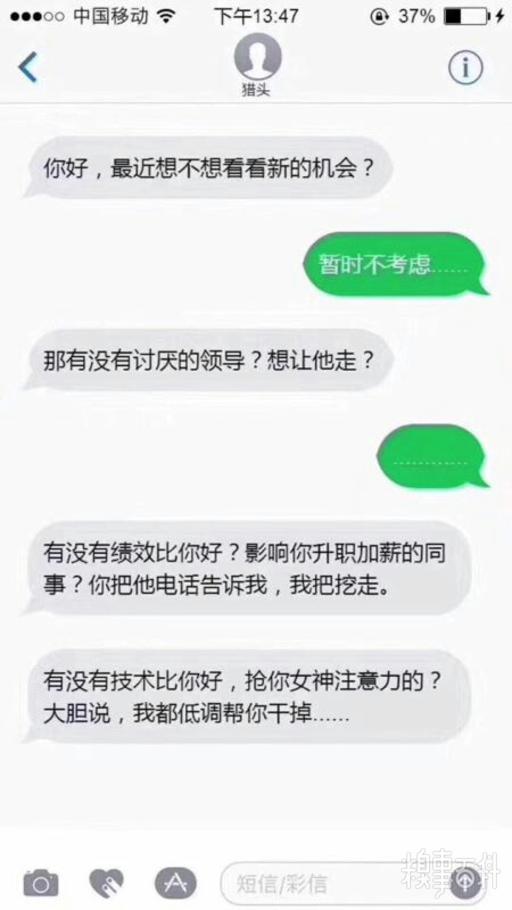 中国移动 下午13:47 37%
猎头
你好，最近想不想看看新的机会？
暂时不考虑......
那有没有讨厌的领导？想让他走？
............
有没有绩效比你好？影响你升职加薪的同
事？你把他电话告诉我，我把挖走。
有没有技术比你好，抢你女神注意力的？
大胆说，我都低调帮你干掉......
短信/彩信